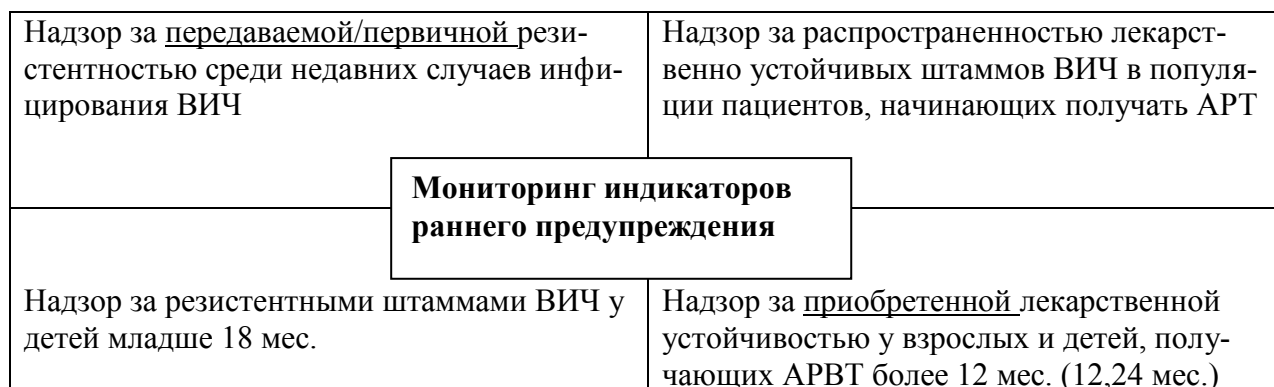 Надзор за передаваемой/первичной рези-
стентностью среди недавних случаев инфи-
цирования ВИЧ
Надзор за распространенностью лекарст-
венно устойчивых штаммов ВИЧ в популя-
ции пациентов, начинающих получать АРТ
Мониторинг индикаторов
раннего предупреждения
Надзор за резистентными штаммами ВИЧ у
детей младше 18 мес.
Надзор за приобретенной лекарственной
устойчивостью у взрослых и детей, полу-
чающих АРВТ более 12 мес. (12,24 мес.)